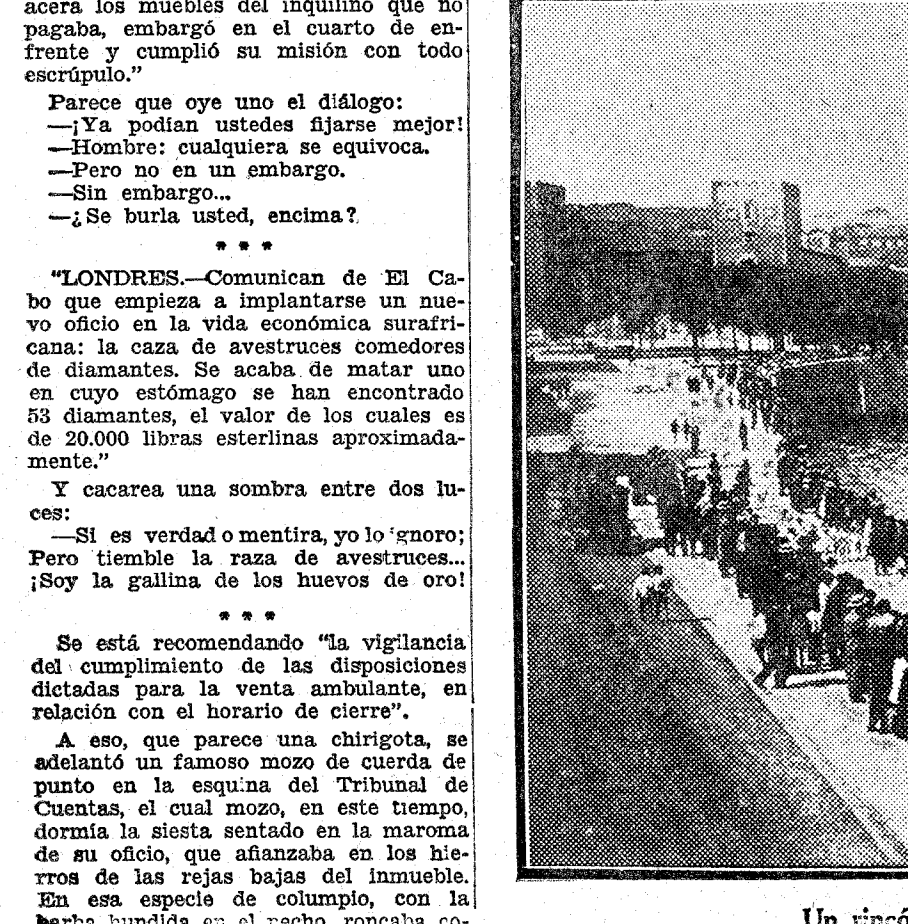 acera los muebles del inquilino que no
pagaba, embargó en el cuarto de en-
frente y cumplió su misión con todo
escrúpulo."
Parece que oye uno el diálogo:
—¡Ya podían ustedes fijarse mejor!
—Hombre: cualquiera se equivoca.
—Pero no en un embargo.
—Sin embargo...
—¿Se burla usted, encima?
* * *
"LONDRES.—Comunican de El Ca-
bo que empieza a implantarse un nue-
vo oficio en la vida económica surafri-
cana: la caza de avestruces comedores
de diamantes. Se acaba de matar uno
en cuyo estómago se han encontrado
53 diamantes, el valor de los cuales es
de 20.000 libras esterlinas aproximada-
mente."
Y cacarea una sombra entre dos lu-
ces:
—Si es verdad o mentira, yo lo ignoro;
Pero tiemble la raza de avestruces...
¡Soy la gallina de los huevos de oro!
* * *
Se está recomendando "la vigilancia
del cumplimiento de las disposiciones
dictadas para la venta ambulante, en
relación con el horario de cierre".
A eso, que parece una chirigota, se
adelantó un famoso mozo de cuerda de
punto en la esquina del Tribunal de
Cuentas, el cual mozo, en este tiempo,
dormía la siesta sentado en la maroma
de su oficio, que afianzaba en los hie-
rros de las rejas bajas del inmueble.
En esa especie de columpio, con la
barba hundida en el pecho, roncaba co-
Un rincó